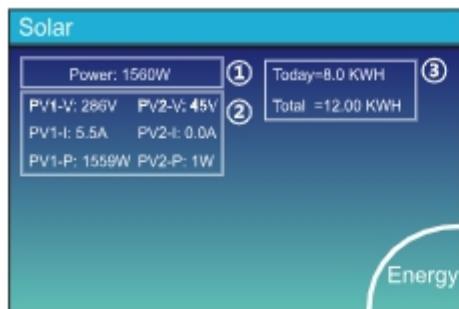 Solar
Power: 1560W
①
PV1-V: 286V PV2-V: 45V
②
PV1-I: 5.5A PV2-I: 0.0A
PV1-P: 1559W PV2-P: 1W
Today=8.0 KWH
③
Total =12.00 KWH
Energy